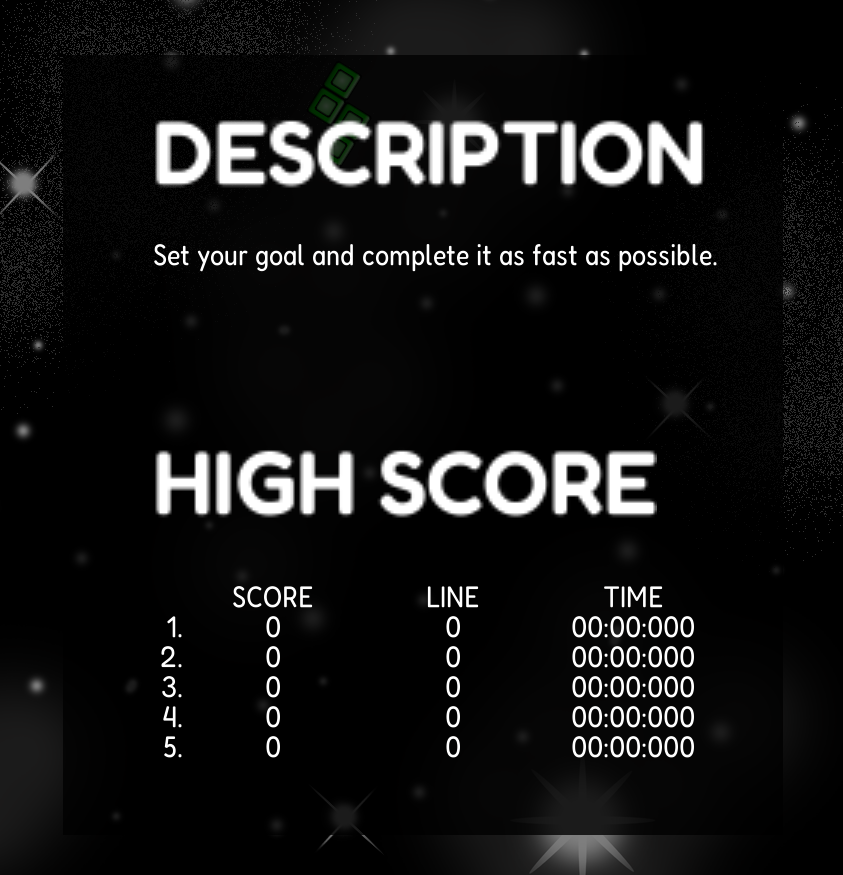 DESCRIPTION
Set your goal and complete it as fast as possible.
HIGH SCORE
SCORE LINE TIME
1. 0 0 00:00:000
2. 0 0 00:00:000
3. 0 0 00:00:000
4. 0 0 00:00:000
5. 0 0 00:00:000